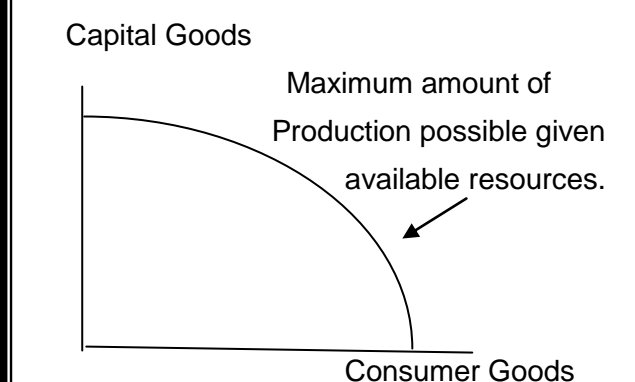 Capital Goods
Maximum amount of
Production possible given
available resources.
Consumer Goods